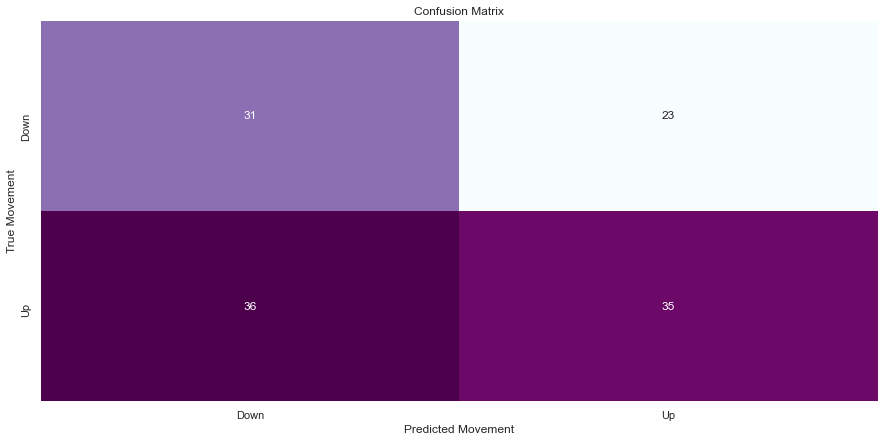 Confusion Matrix
True Movement
Down
31
23
Up
36
35
Down
Up
Predicted Movement